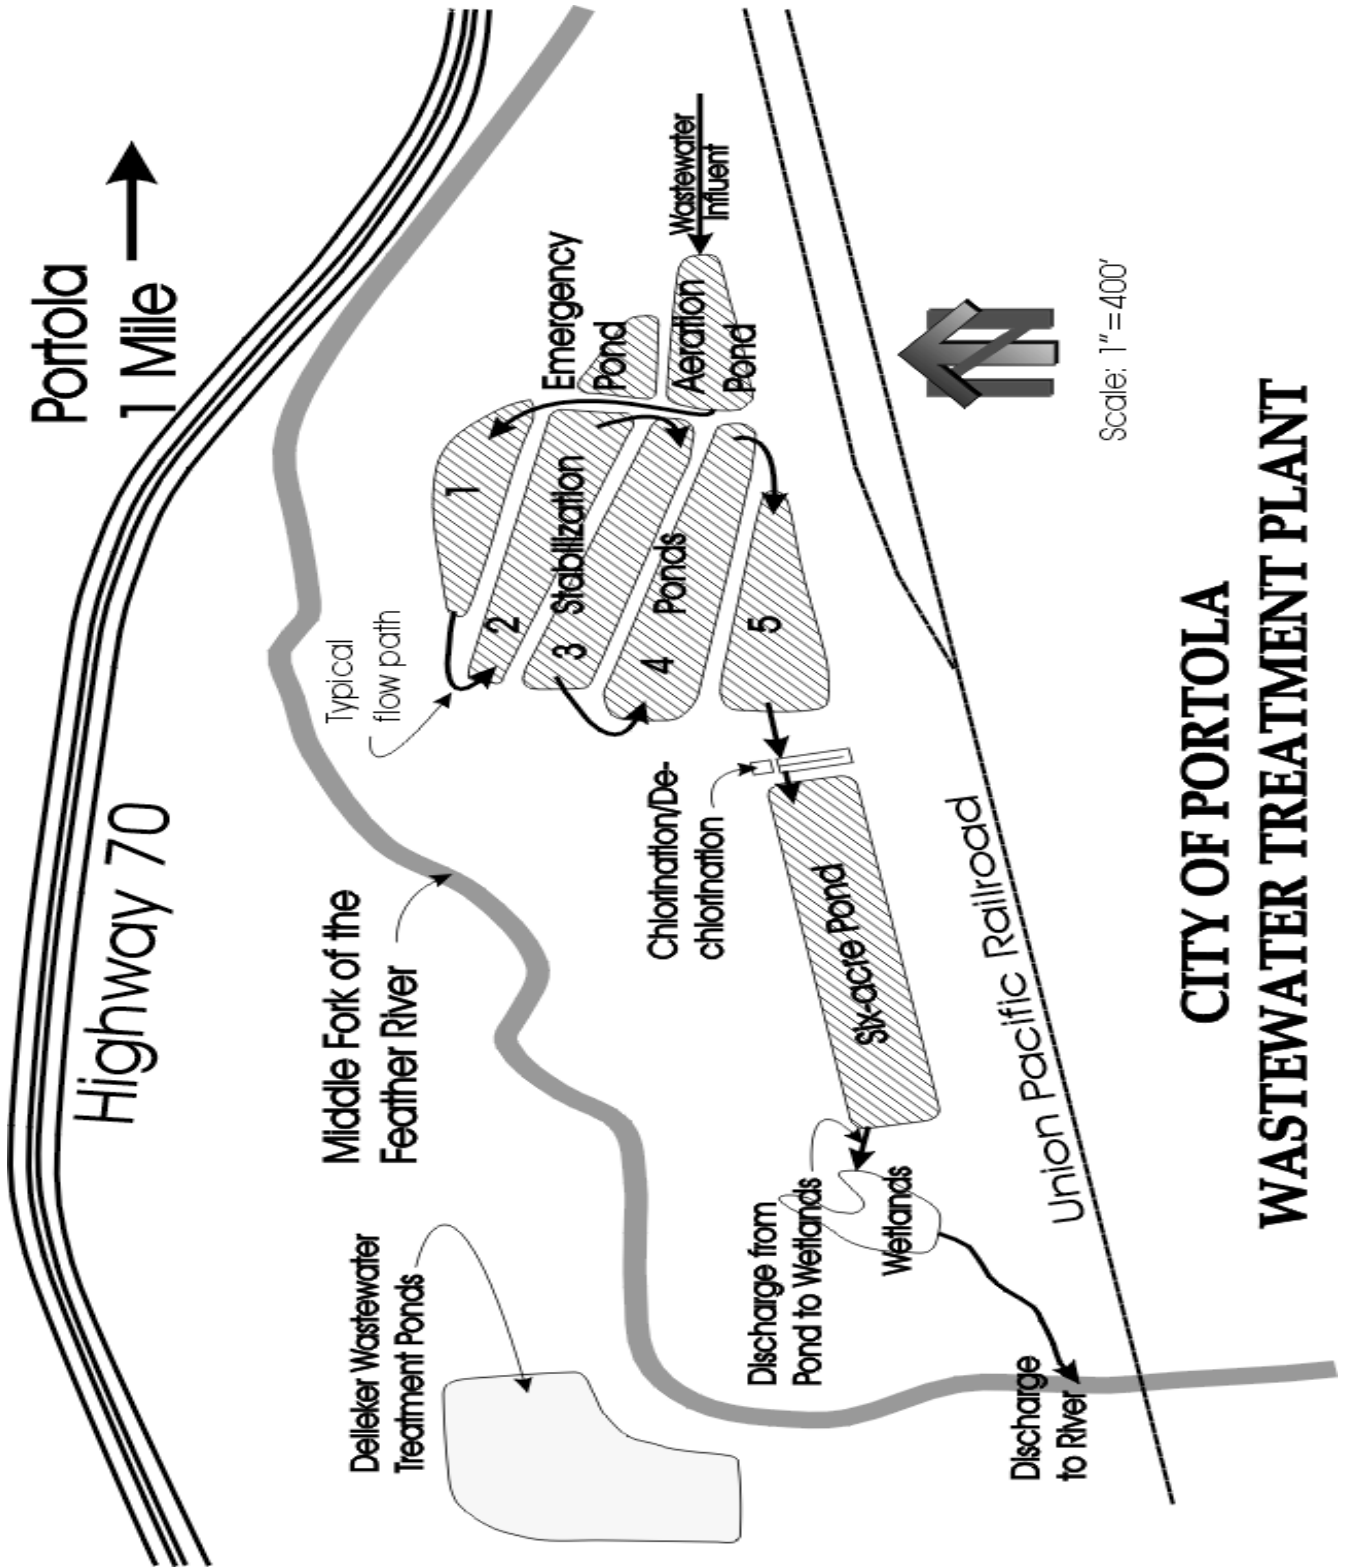 Portola
1 Mile
Highway 70
Middle Fork of the
Feather River
Delleker Wastewater
Treatment Ponds
Typical
flow path
Emergency
Pond
Wastewater
Influent
Aeration
Pond
1
2
3
4
5
Stabilization
Ponds
Chlorination/De-
chlorination
Six-acre Pond
Discharge from
Pond to Wetlands
Wetlands
Discharge
to River
Union Pacific Railroad
N
Scale: 1"=400'
CITY OF PORTOLA
WASTEWATER TREATMENT PLANT